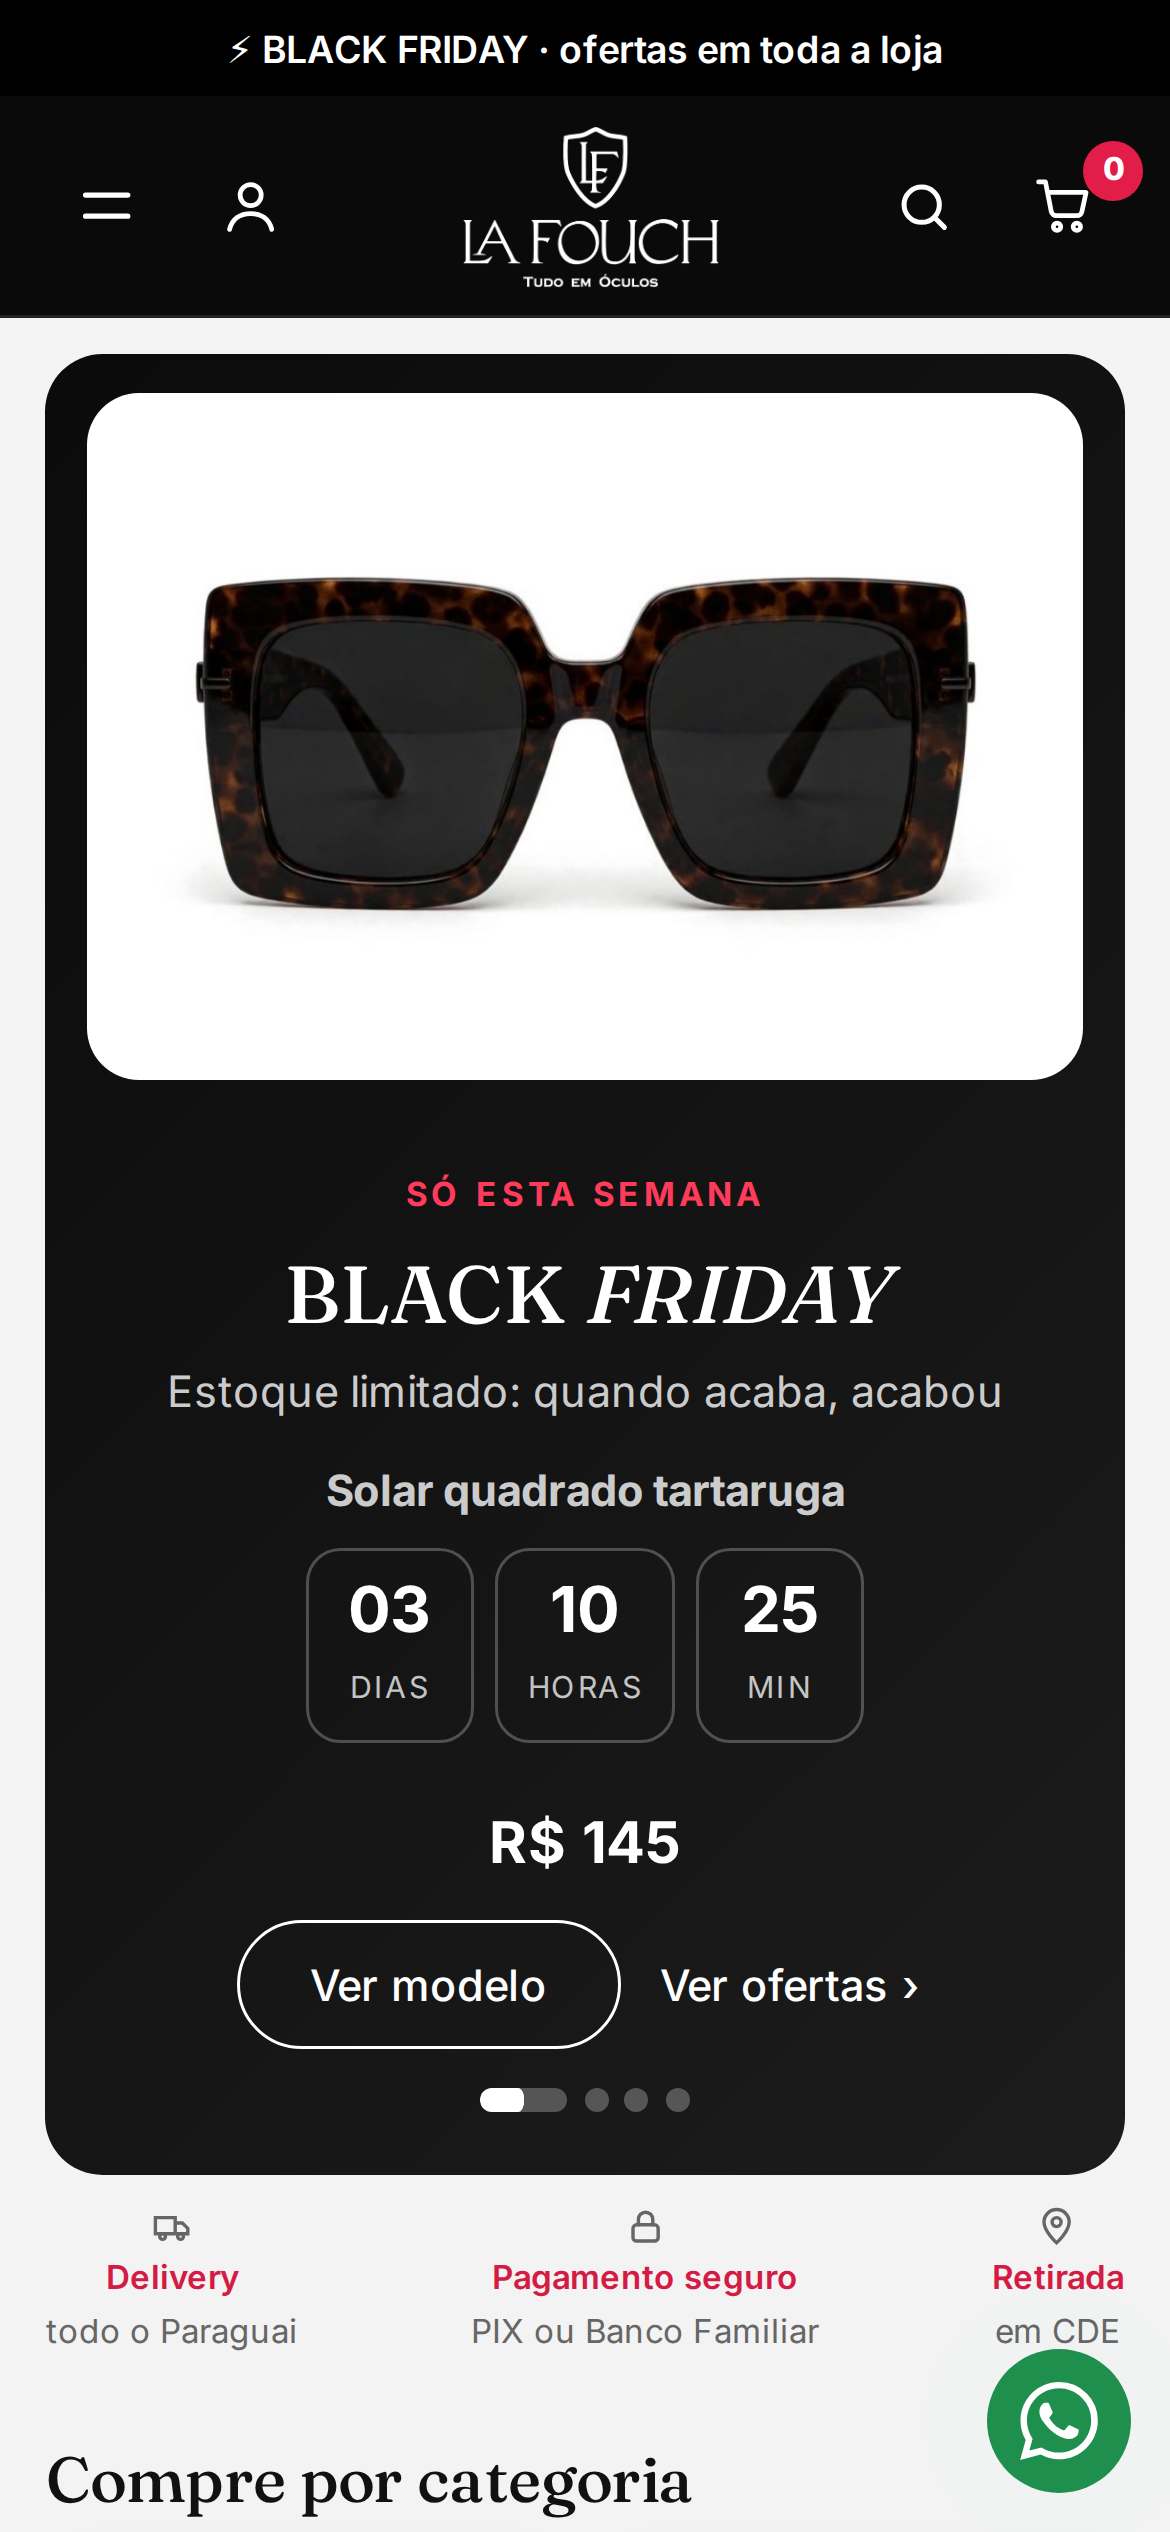 ⚡ BLACK FRIDAY · ofertas em toda a loja
0
LF
LA FOUCH
TUDO EM ÓCULOS
SÓ ESTA SEMANA
BLACK FRIDAY
Estoque limitado: quando acaba, acabou
Solar quadrado tartaruga
03 10 25
DIAS HORAS MIN
R$ 145
Ver modelo Ver ofertas ›
Delivery Pagamento seguro Retirada
todo o Paraguai PIX ou Banco Familiar em CDE
Compre por categoria